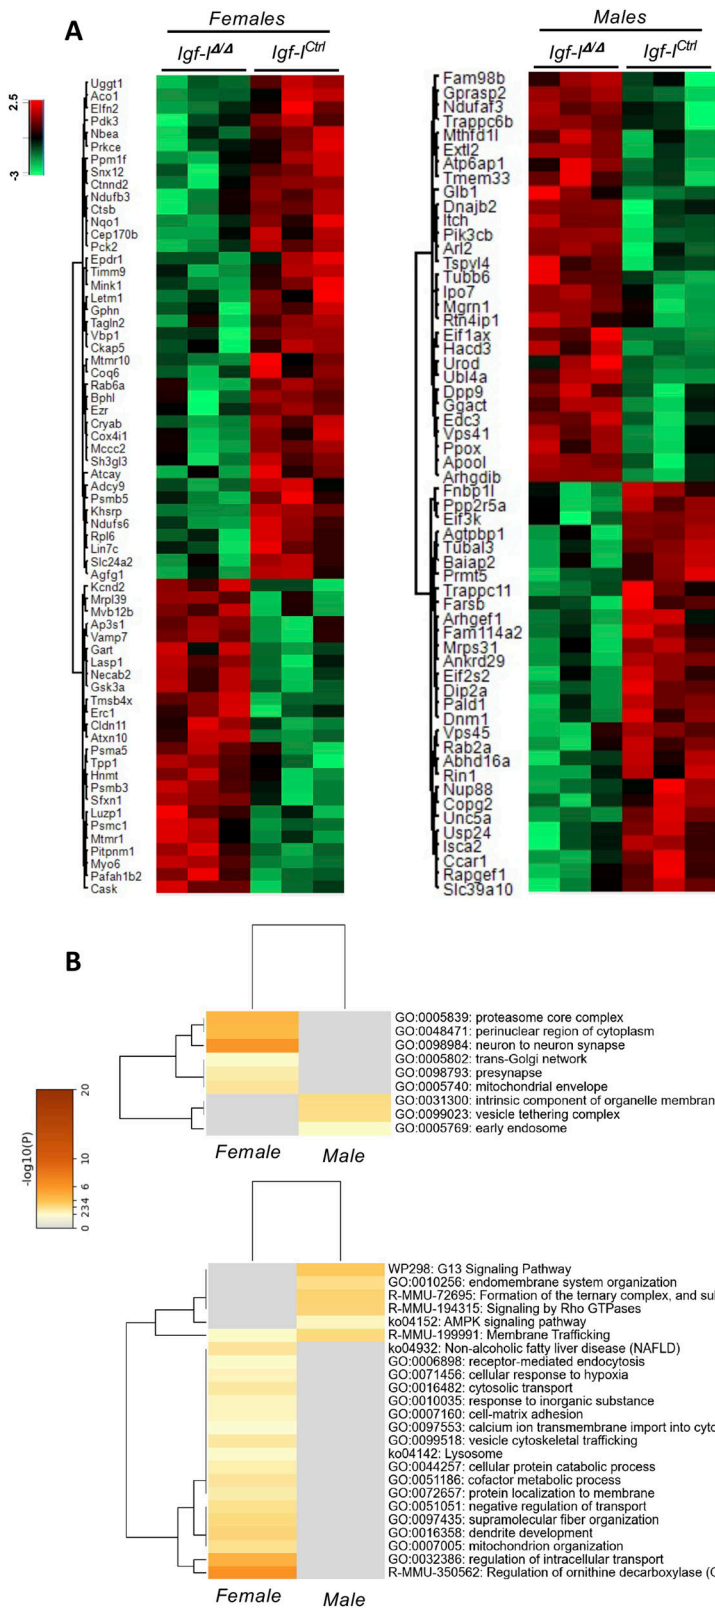 A
Females
Males
Igf-I^Δ/Δ Igf-I^Ctrl
Igf-I^Δ/Δ Igf-I^Ctrl
2.5
-3
Uggt1
Aco1
Elfn2
Pdk3
Nbea
Prkce
Ppm1f
Snx12
Ctnnd2
Ndufb3
Ctsb
Nqo1
Cep170b
Pck2
Epdr1
Timm9
Mink1
Letm1
Gphn
Tagln2
Vbp1
Ckap5
Mtmr10
Coq6
Rab6a
Bphl
Ezr
Cryab
Cox4i1
Mccc2
Sh3gl3
Atcay
Adcy9
Psmb5
Khsrp
Ndufs6
Rpl6
Lin7c
Slc24a2
Agfg1
Kcnd2
Mrpl39
Mvb12b
Ap3s1
Vamp7
Gart
Lasp1
Necab2
Gsk3a
Tmsb4x
Erc1
Cldn11
Atxn10
Psma5
Tpp1
Hnmt
Psmb3
Sfxn1
Luzp1
Psmc1
Mtmr1
Pitpnm1
Myo6
Pafah1b2
Cask
Fam98b
Gprasp2
Ndufaf3
Trappc6b
Mthfd1l
Extl2
Atp6ap1
Tmem33
Glb1
Dnajb2
Itch
Pik3cb
Arl2
Tspyl4
Tubb6
Ipo7
Mgrn1
Rtn4ip1
Eif1ax
Hacd3
Urod
Ubl4a
Dpp9
Ggact
Edc3
Vps41
Ppox
Apool
Arhgdib
Fnbp1l
Ppp2r5a
Eif3k
Agtpbp1
Tubal3
Baiap2
Prmt5
Trappc11
Farsb
Arhgef1
Fam114a2
Mrps31
Ankrd29
Eif2s2
Dip2a
Pald1
Dnm1
Vps45
Rab2a
Abhd16a
Rin1
Nup88
Copg2
Unc5a
Usp24
Isca2
Ccar1
Rapgef1
Slc39a10
B
GO:0005839: proteasome core complex
GO:0048471: perinuclear region of cytoplasm
GO:0098984: neuron to neuron synapse
GO:0005802: trans-Golgi network
GO:0098793: presynapse
GO:0005740: mitochondrial envelope
GO:0031300: intrinsic component of organelle membran
GO:0099023: vesicle tethering complex
GO:0005769: early endosome
Female Male
-log10(P)
20
10
6
4
3
2
0
WP298: G13 Signaling Pathway
GO:0010256: endomembrane system organization
R-MMU-72695: Formation of the ternary complex, and su
R-MMU-194315: Signaling by Rho GTPases
ko04152: AMPK signaling pathway
R-MMU-199991: Membrane Trafficking
ko04932: Non-alcoholic fatty liver disease (NAFLD)
GO:0006898: receptor-mediated endocytosis
GO:0071456: cellular response to hypoxia
GO:0016482: cytosolic transport
GO:0010035: response to inorganic substance
GO:0007160: cell-matrix adhesion
GO:0097553: calcium ion transmembrane import into cyto
GO:0099518: vesicle cytoskeletal trafficking
ko04142: Lysosome
GO:0044257: cellular protein catabolic process
GO:0051186: cofactor metabolic process
GO:0072657: protein localization to membrane
GO:0051051: negative regulation of transport
GO:0097435: supramolecular fiber organization
GO:0016358: dendrite development
GO:0007005: mitochondrion organization
GO:0032386: regulation of intracellular transport
R-MMU-350562: Regulation of ornithine decarboxylase (O
Female Male